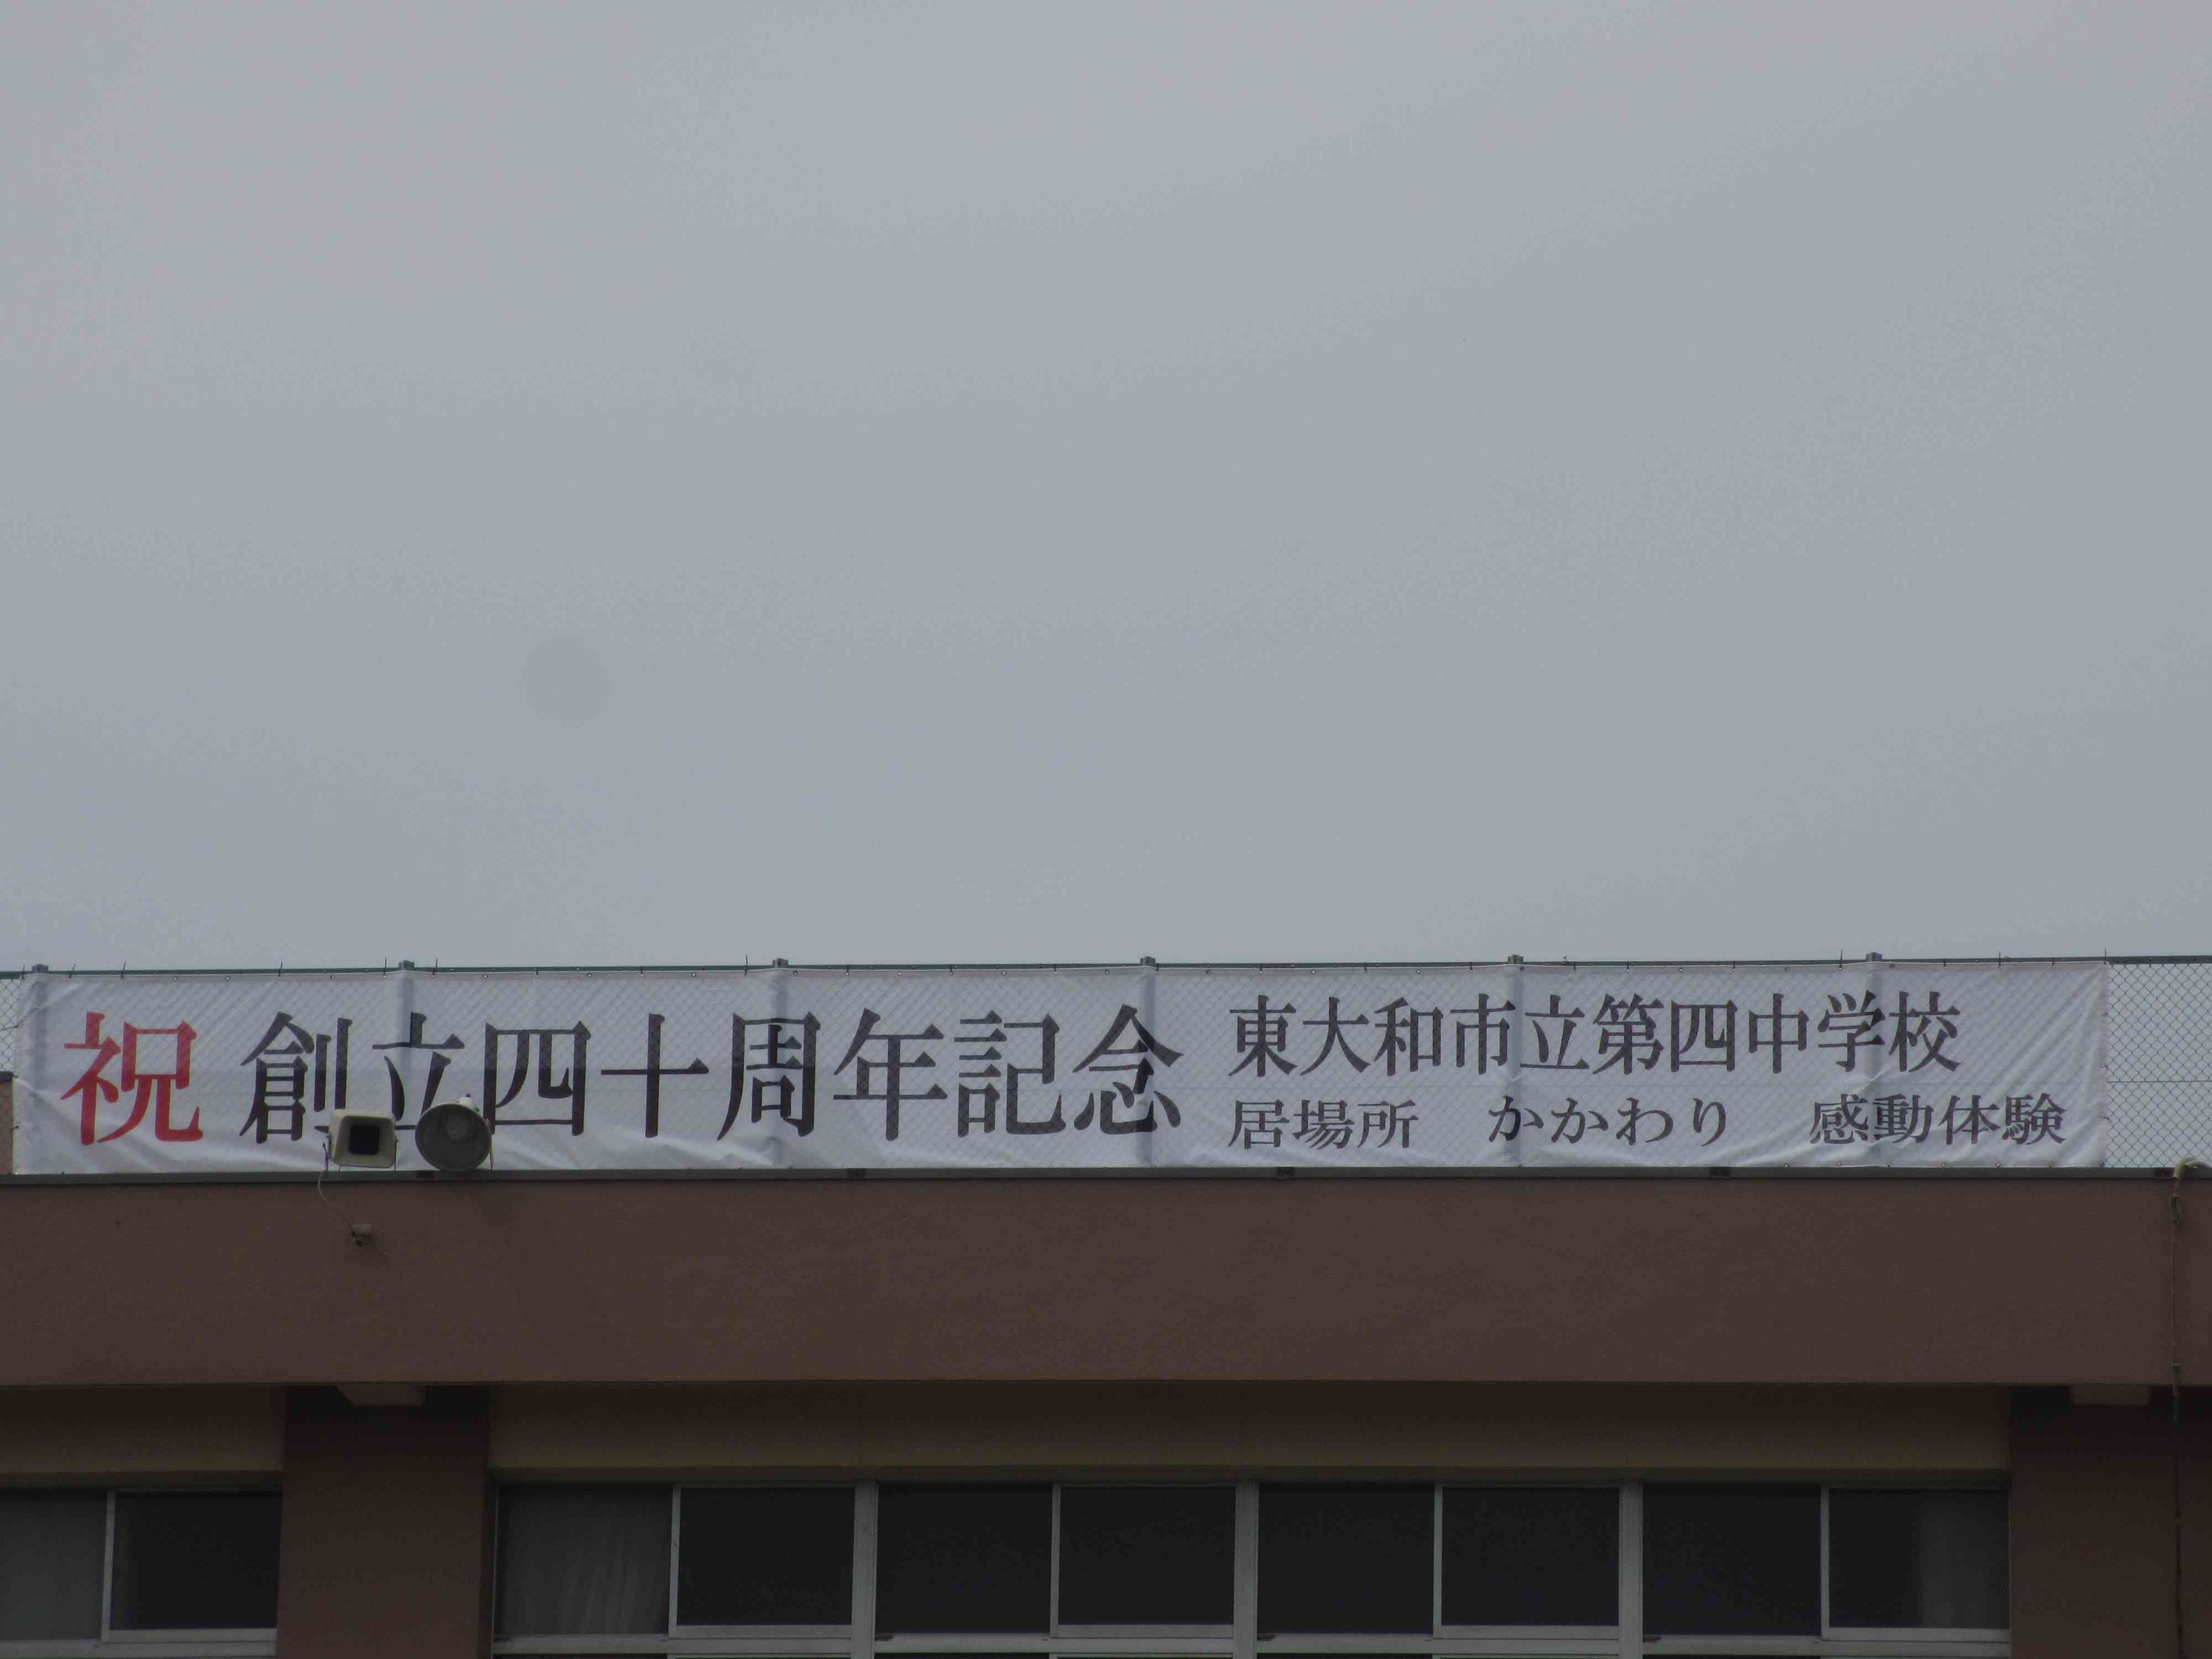 祝 創立四十周年記念 東大和市立第四中学校
居場所 かかわり 感動体験